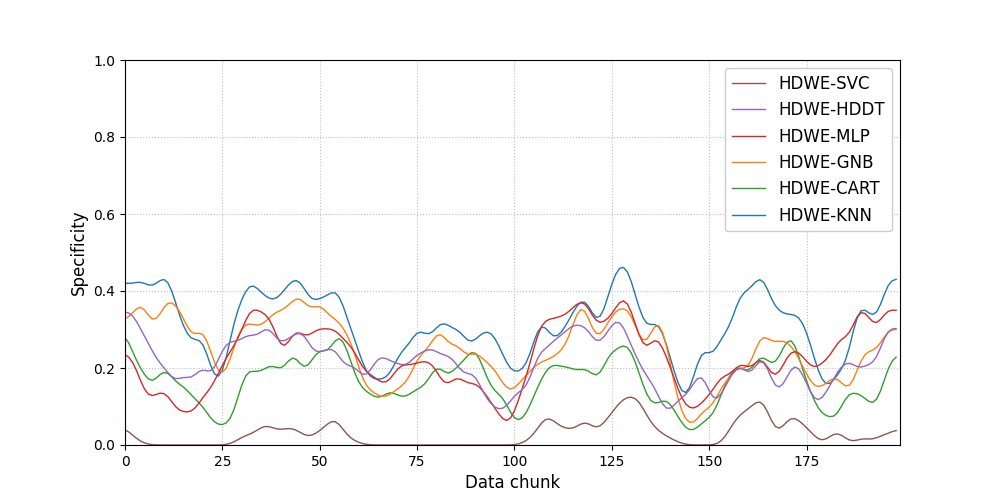 1.0
0.8
0.6
0.4
0.2
0.0
Specificity
HDWE-SVC
HDWE-HDDT
HDWE-MLP
HDWE-GNB
HDWE-CART
HDWE-KNN
0 25 50 75 100 125 150 175
Data chunk